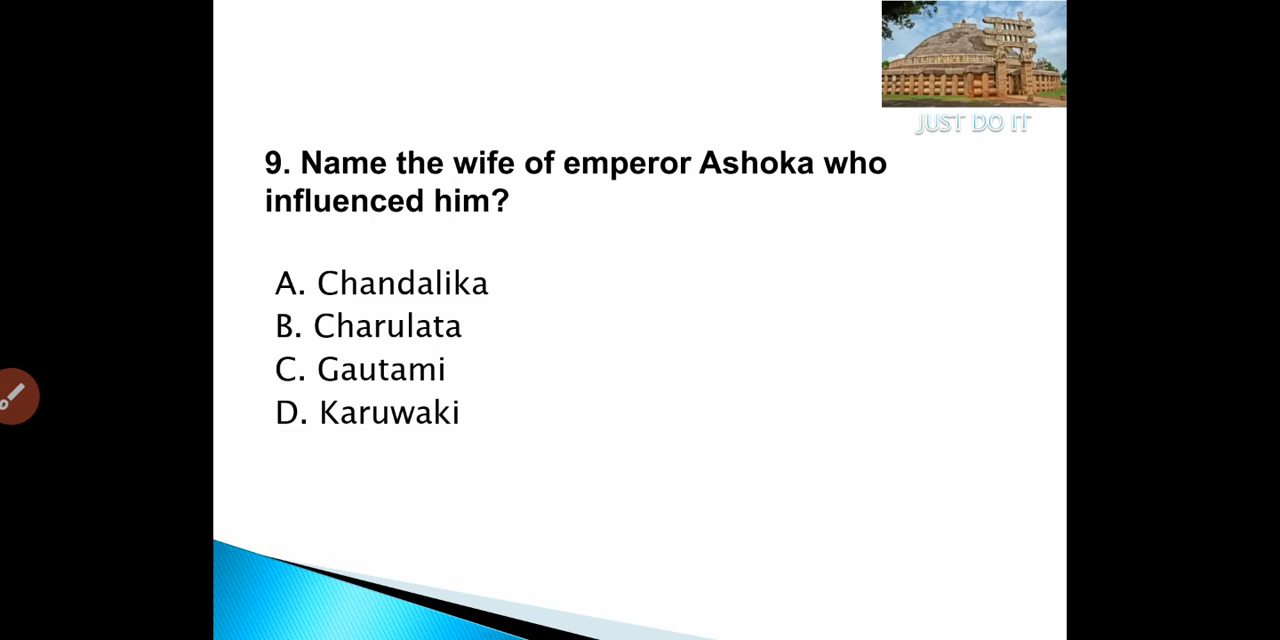 JUST DO IT
9. Name the wife of emperor Ashoka who
influenced him?
A. Chandalika
B. Charulata
C. Gautami
D. Karuwaki